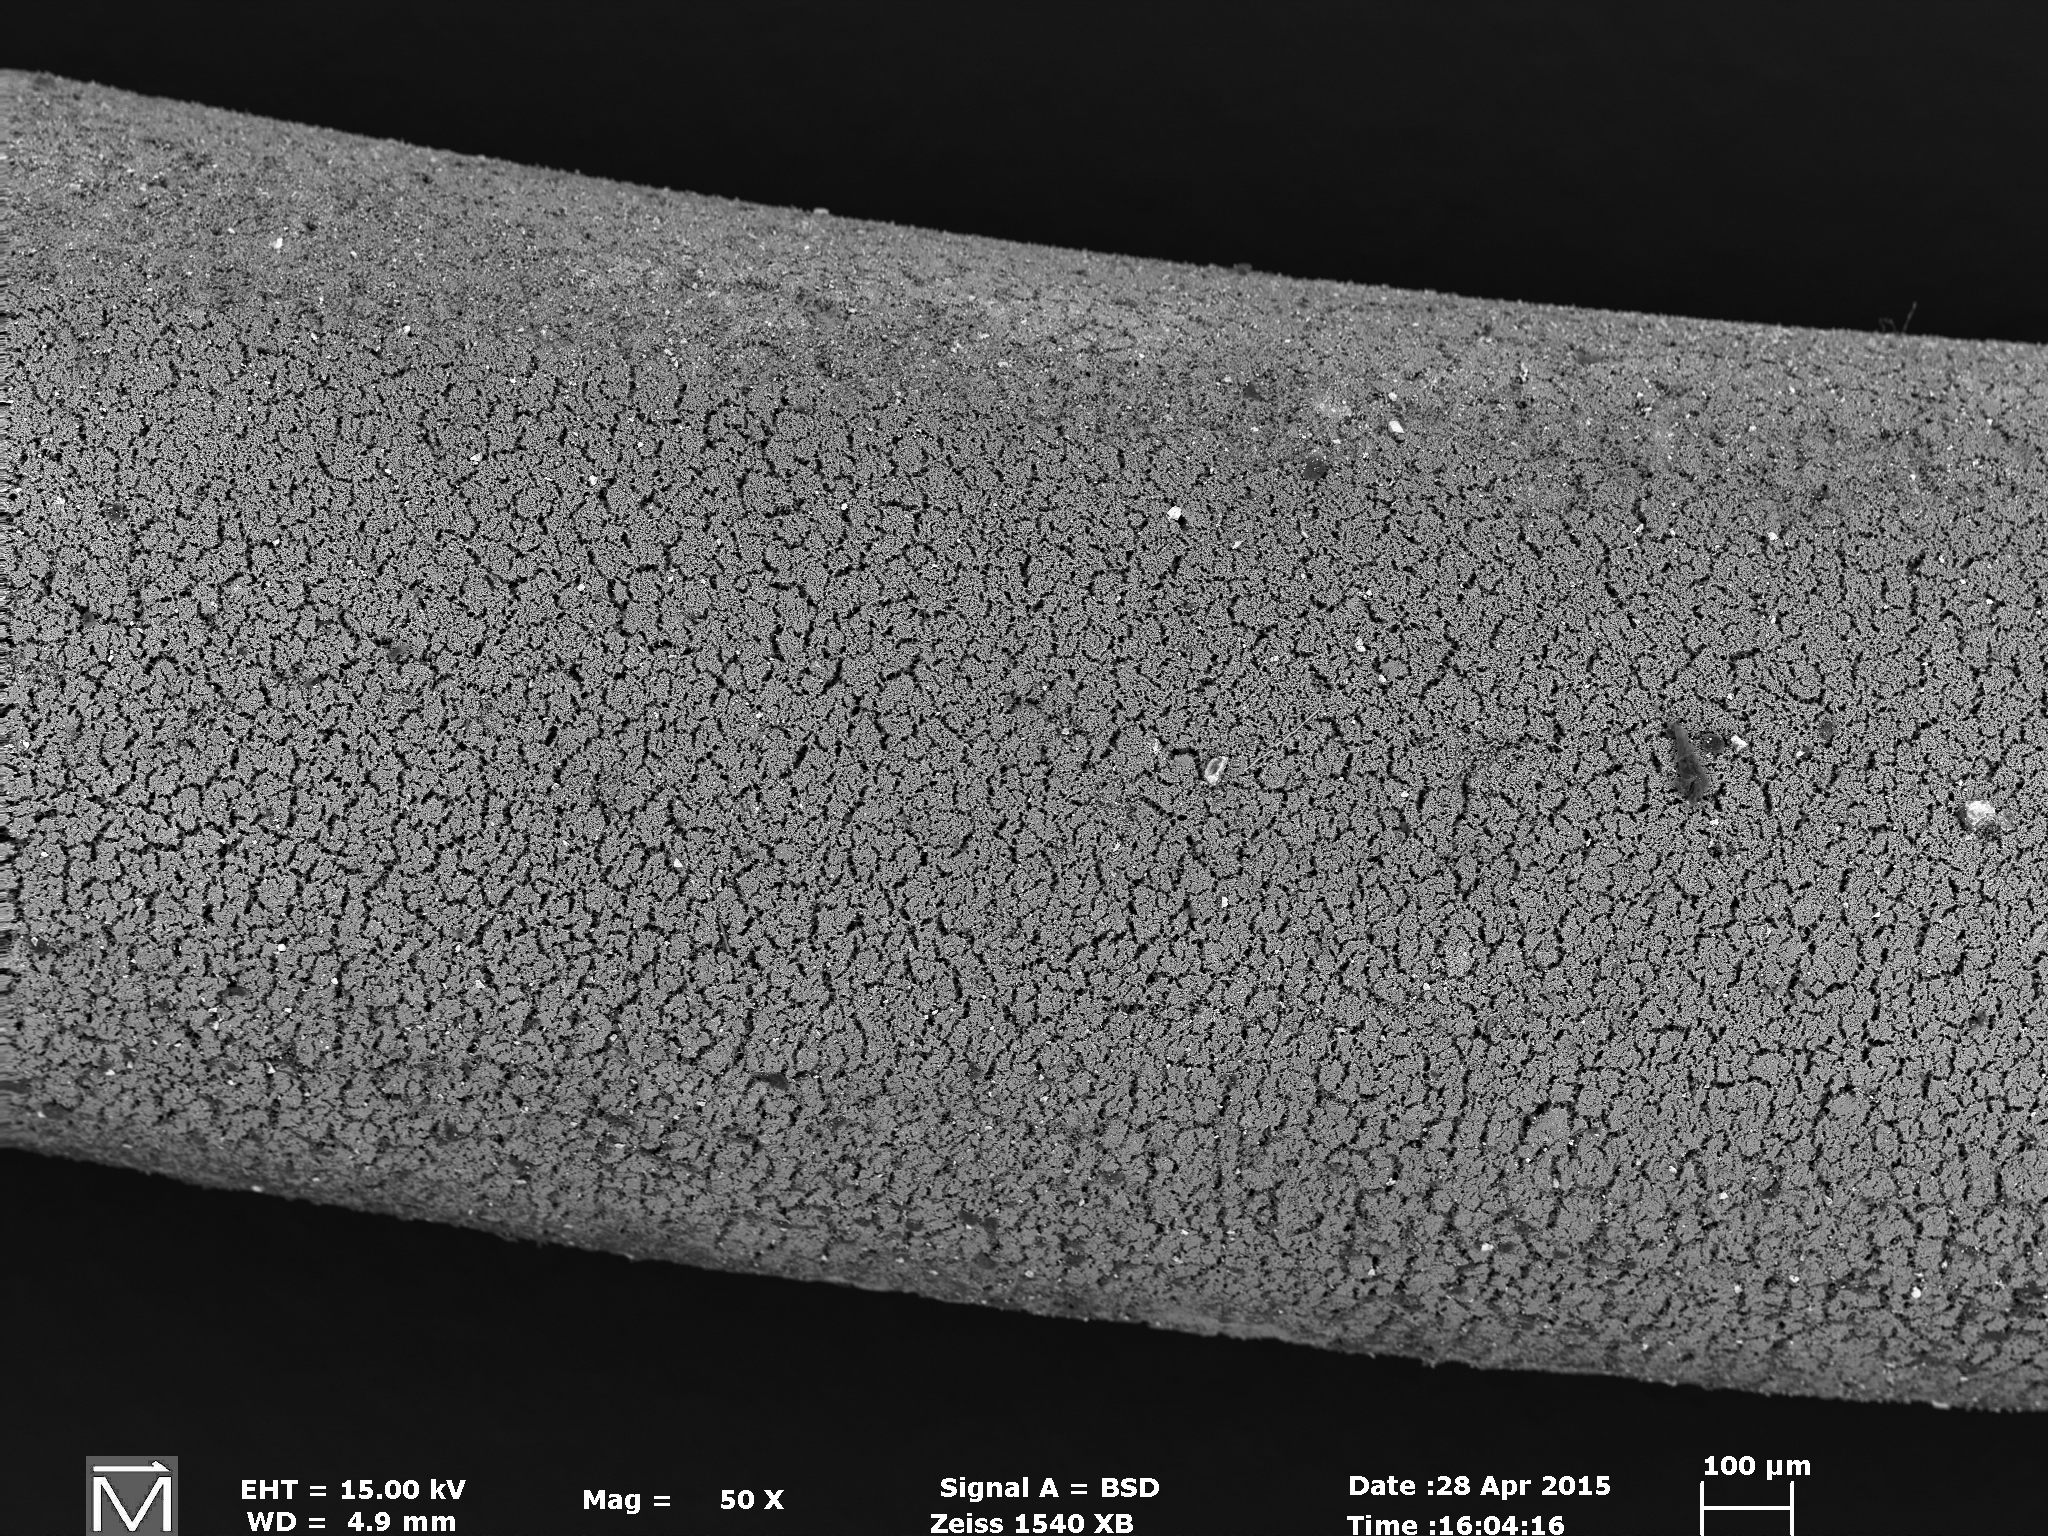 100 µm
EHT = 15.00 kV
WD = 4.9 mm
Mag = 50 X
Signal A = BSD
Zeiss 1540 XB
Date :28 Apr 2015
Time :16:04:16
M